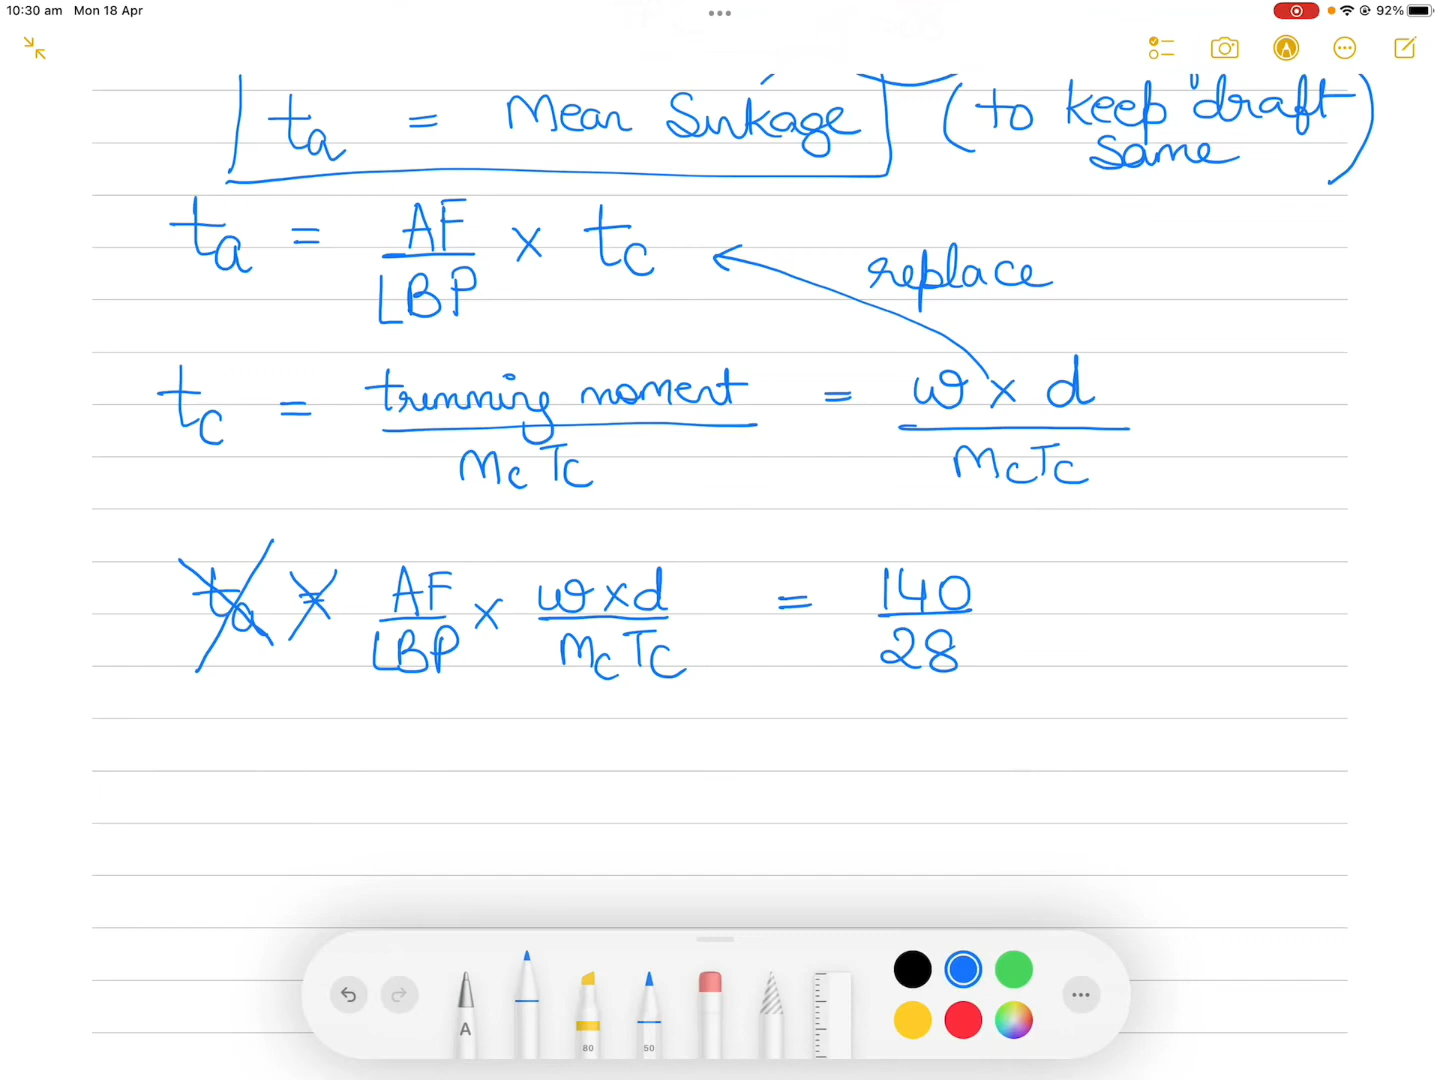 10:30 am Mon 18 Apr 92%
ta = Mean Sinkage (to keep draft
same)
ta = AF/LBP × tc replace
tc = trimming moment/MCTC = w × d/MCTC
ta = AF/LBP × w × d/MCTC = 140/28
A 80 50